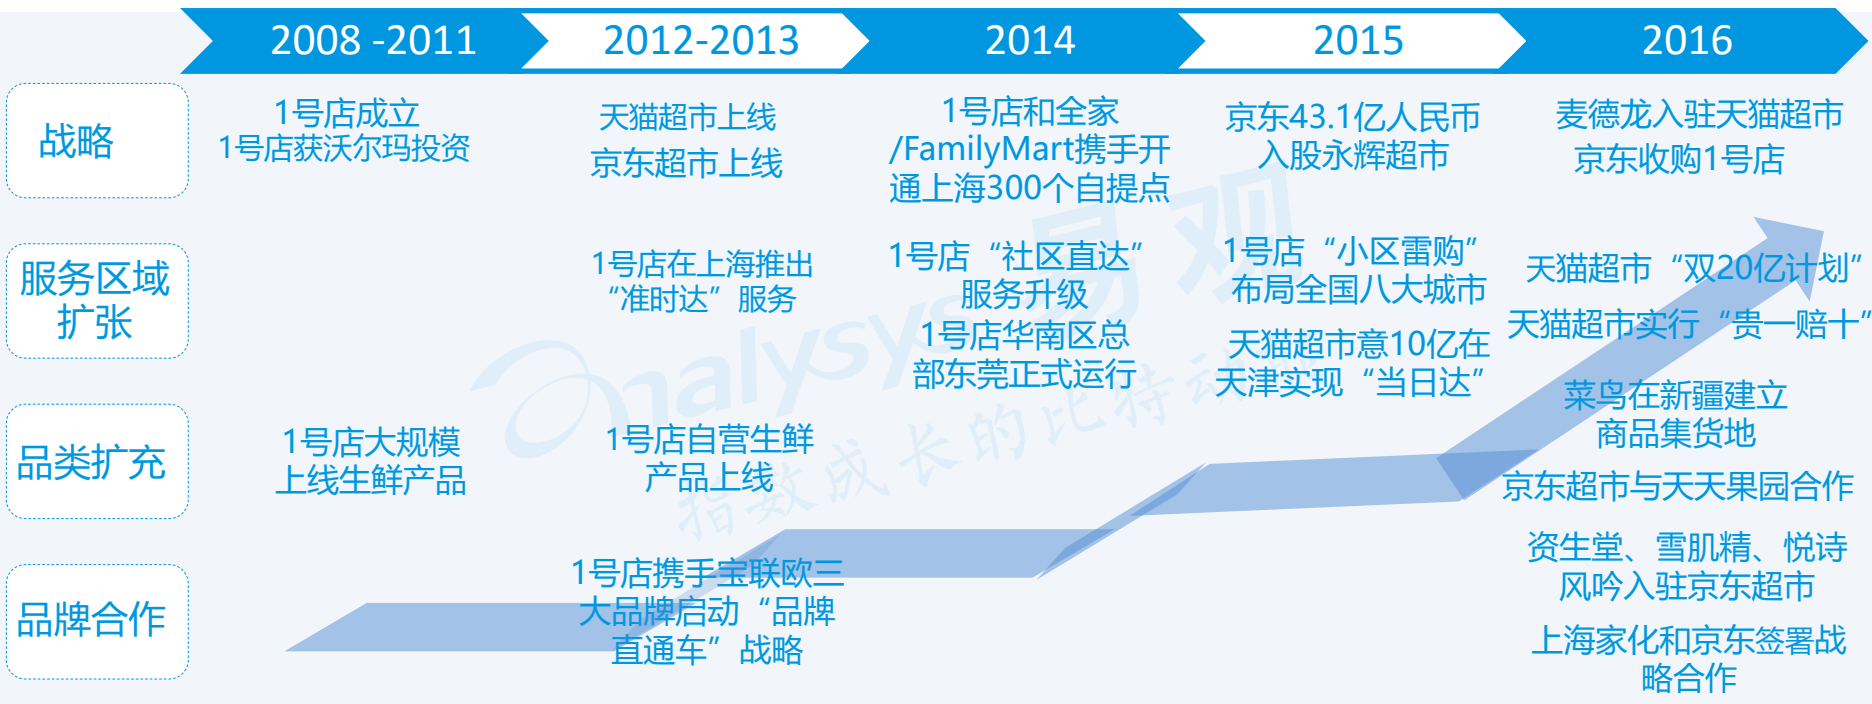 2008 -2011
2012-2013
2014
2015
2016
战略
1号店成立
1号店获沃尔玛投资
天猫超市上线
京东超市上线
1号店和全家
/FamilyMart携手开
通上海300个自提点
京东43.1亿人民币
入股永辉超市
麦德龙入驻天猫超市
京东收购1号店
服务区域
扩张
1号店在上海推出
“准时达”服务
1号店“社区直达”
服务升级
1号店华南区总
部东莞正式运行
1号店“小区雷购”
布局全国八大城市
天猫超市意10亿在
天津实现“当日达”
天猫超市“双20亿计划”
天猫超市实行“贵一赔十”
品类扩充
1号店大规模
上线生鲜产品
1号店自营生鲜
产品上线
菜鸟在新疆建立
商品集货地
京东超市与天天果园合作
品牌合作
1号店携手宝联欧三
大品牌启动“品牌
直通车”战略
资生堂、雪肌精、悦诗
风吟入驻京东超市
上海家化和京东签署战
略合作
analysys易观